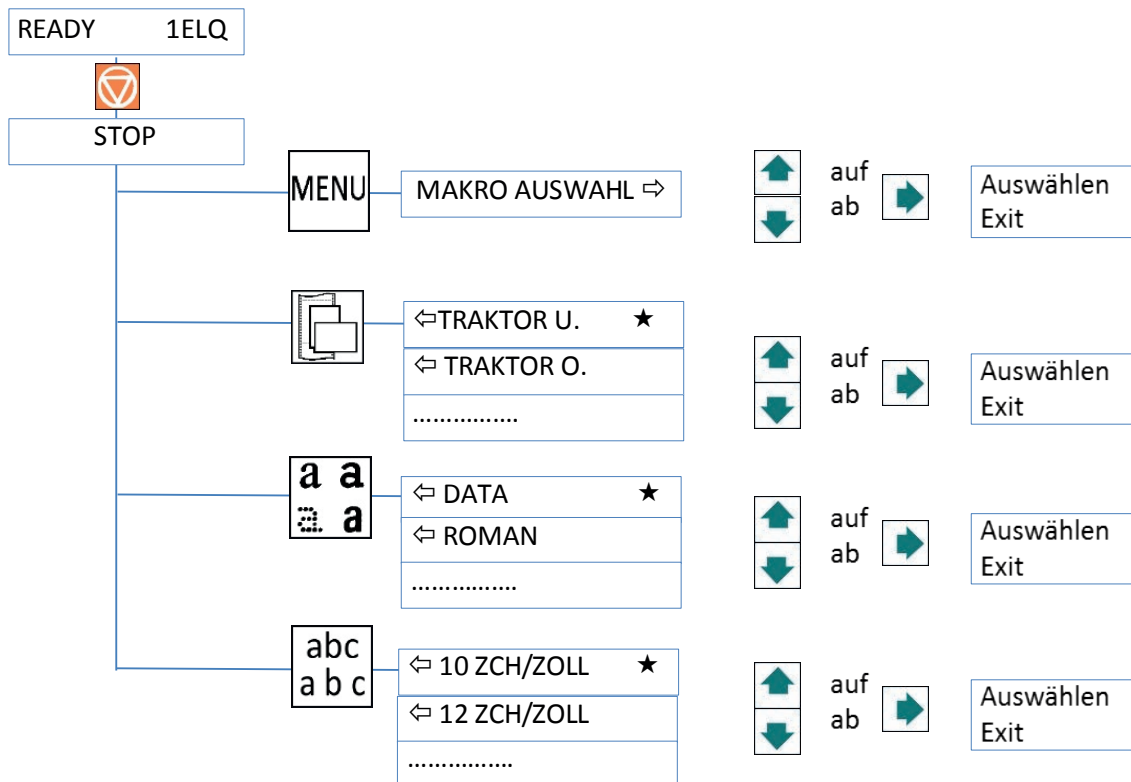 READY 1ELQ
STOP
MENU
MAKRO AUSWAHL ⇨
auf
ab
Auswählen
Exit
⇦TRAKTOR U. ★
⇦ TRAKTOR O.
.................
auf
ab
Auswählen
Exit
a a
a a
⇦ DATA ★
⇦ ROMAN
.................
auf
ab
Auswählen
Exit
abc
a b c
⇦ 10 ZCH/ZOLL ★
⇦ 12 ZCH/ZOLL
.................
auf
ab
Auswählen
Exit